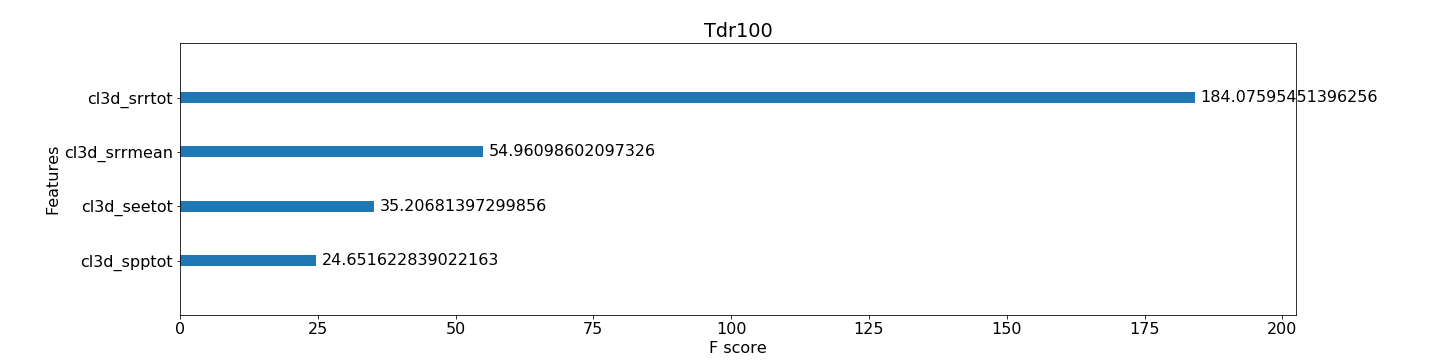 Tdr100
cl3d_srrtot
184.07595451396256
cl3d_srrmean
54.96098602097326
cl3d_seetot
35.20681397299856
cl3d_spptot
24.651622839022163
Features
0 25 50 75 100 125 150 175 200
F score